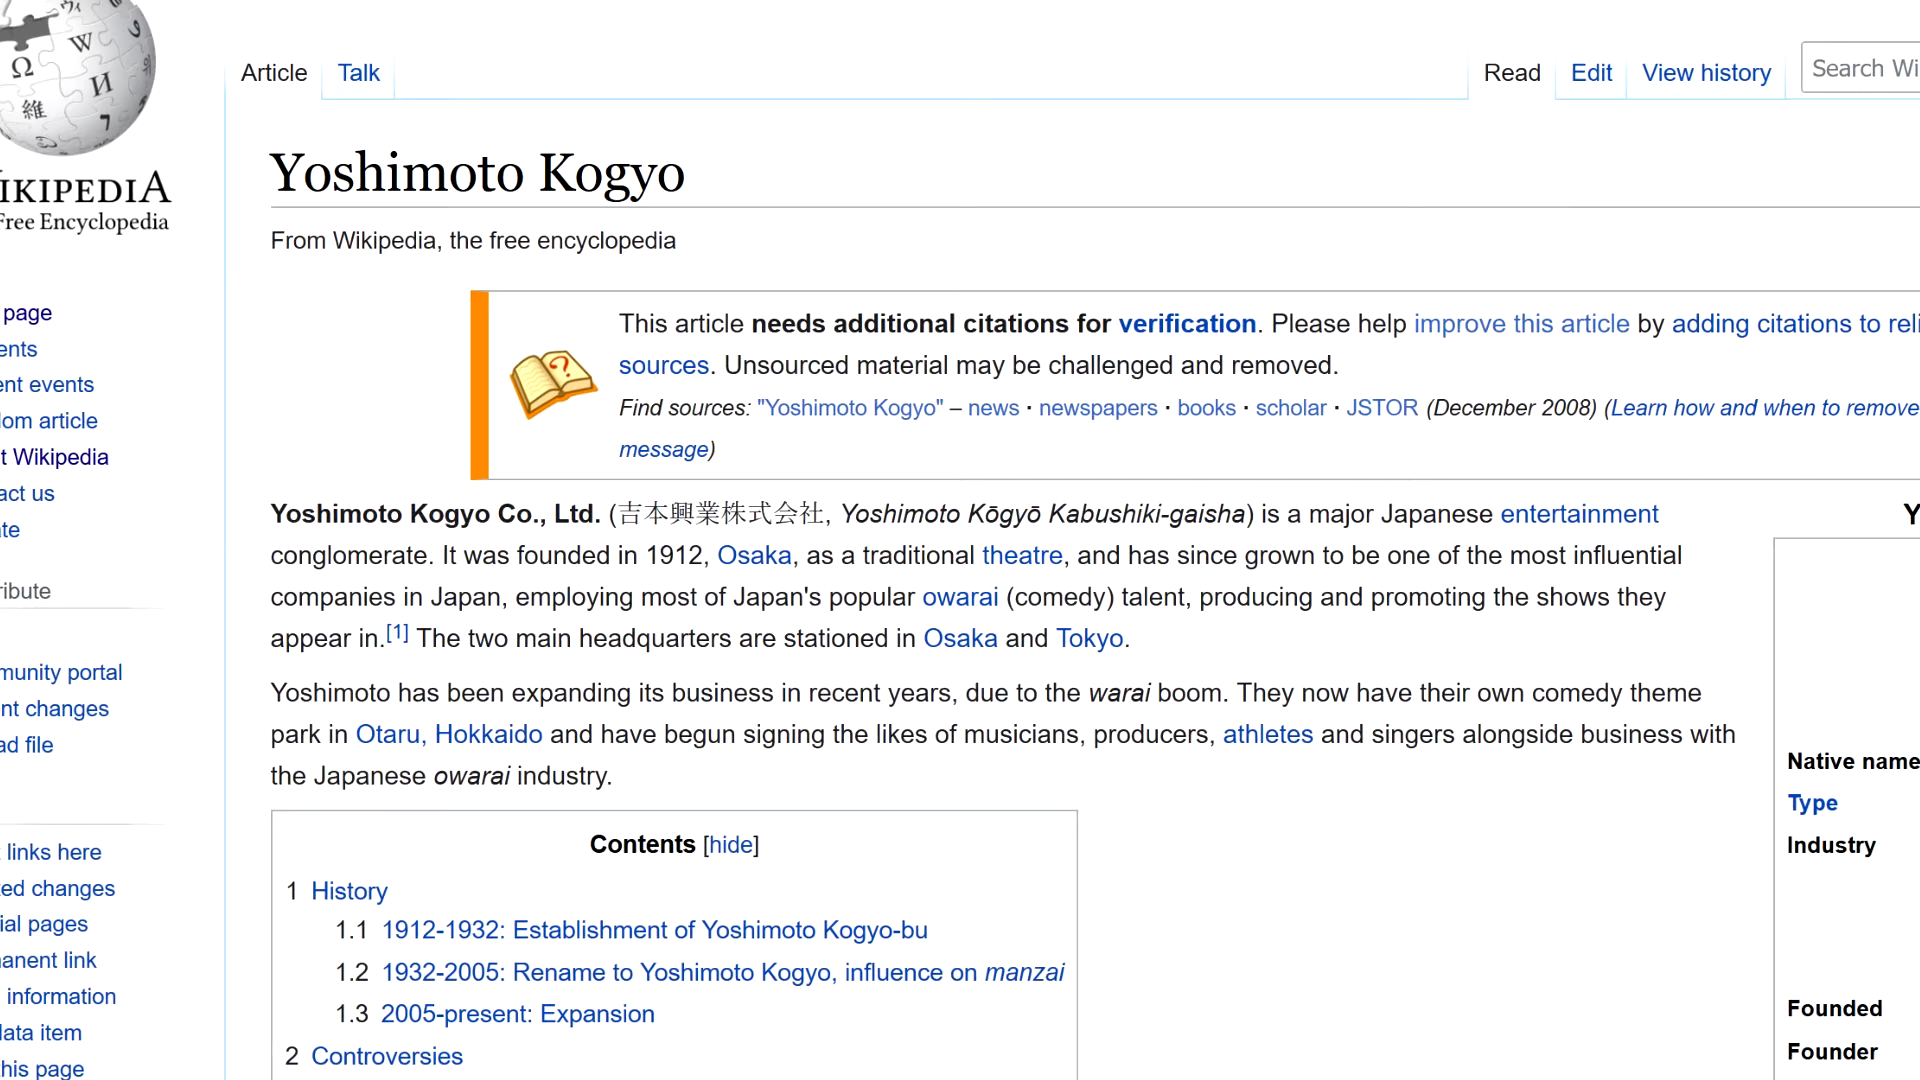 Article Talk Read Edit View history Search Wi
IKIPEDIA
Free Encyclopedia
Yoshimoto Kogyo
From Wikipedia, the free encyclopedia
This article needs additional citations for verification. Please help improve this article by adding citations to reli
sources. Unsourced material may be challenged and removed.
Find sources: "Yoshimoto Kogyo" – news · newspapers · books · scholar · JSTOR (December 2008) (Learn how and when to remove
message)
Yoshimoto Kogyo Co., Ltd. (吉本興業株式会社, Yoshimoto Kōgyō Kabushiki-gaisha) is a major Japanese entertainment
conglomerate. It was founded in 1912, Osaka, as a traditional theatre, and has since grown to be one of the most influential
companies in Japan, employing most of Japan's popular owarai (comedy) talent, producing and promoting the shows they
appear in.[1] The two main headquarters are stationed in Osaka and Tokyo.
Yoshimoto has been expanding its business in recent years, due to the warai boom. They now have their own comedy theme
park in Otaru, Hokkaido and have begun signing the likes of musicians, producers, athletes and singers alongside business with
the Japanese owarai industry.
Contents [hide]
1 History
1.1 1912-1932: Establishment of Yoshimoto Kogyo-bu
1.2 1932-2005: Rename to Yoshimoto Kogyo, influence on manzai
1.3 2005-present: Expansion
2 Controversies
page
ents
ent events
lom article
t Wikipedia
act us
te
ribute
munity portal
nt changes
ad file
links here
ted changes
ial pages
anent link
information
lata item
his page
Y
Native name
Type
Industry
Founded
Founder